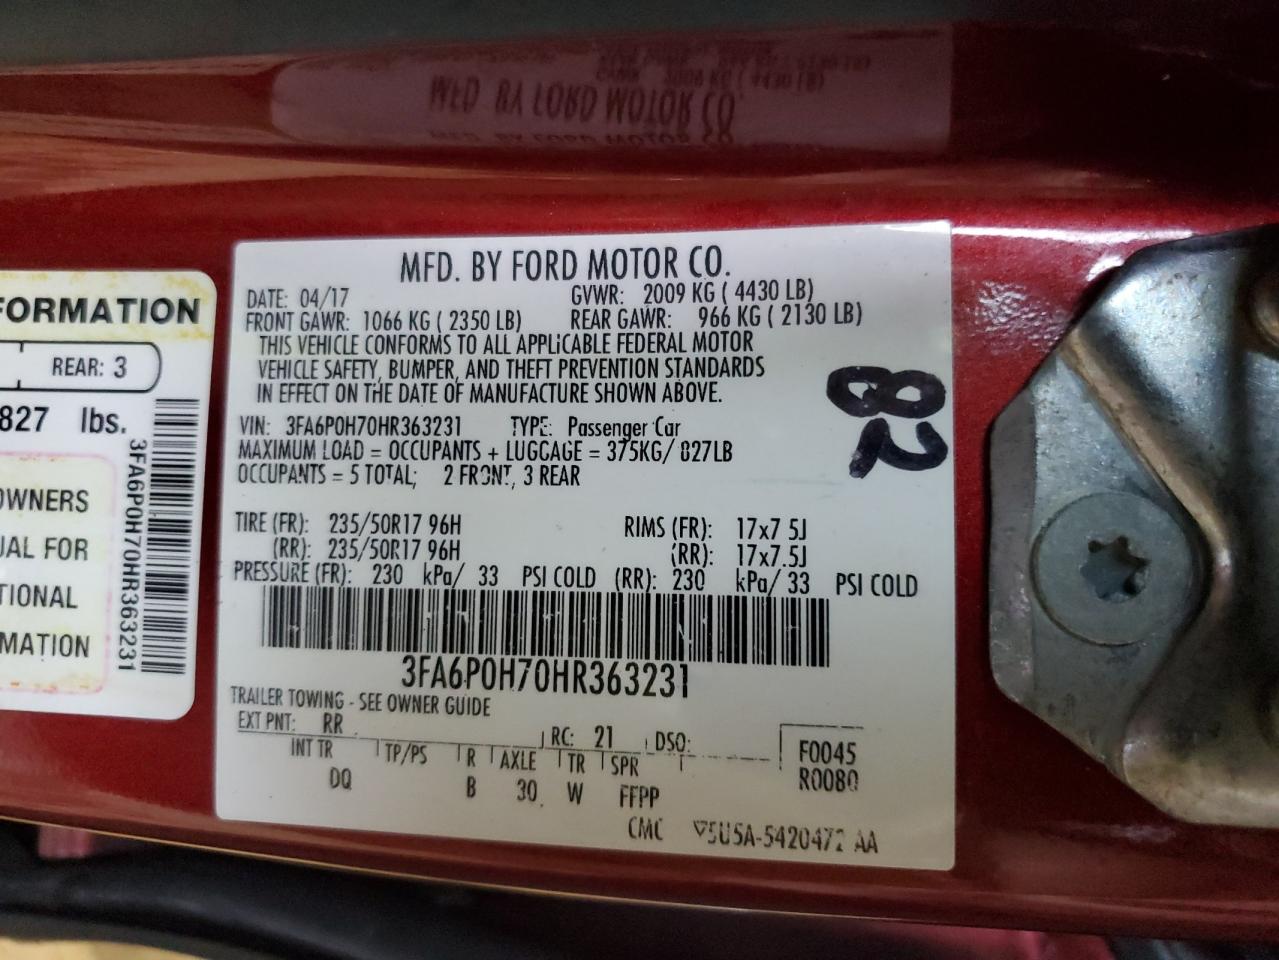 MFD. BY FORD MOTOR CO.
DATE: 04/17 GVWR: 2009 KG ( 4430 LB)
FRONT GAWR: 1066 KG ( 2350 LB) REAR GAWR: 966 KG ( 2130 LB)
THIS VEHICLE CONFORMS TO ALL APPLICABLE FEDERAL MOTOR
VEHICLE SAFETY, BUMPER, AND THEFT PREVENTION STANDARDS
IN EFFECT ON THE DATE OF MANUFACTURE SHOWN ABOVE.
VIN: 3FA6P0H70HR363231 TYPE: Passenger Car
MAXIMUM LOAD = OCCUPANTS + LUGGAGE = 375KG/ 827LB
OCCUPANTS = 5 TOTAL; 2 FRONT, 3 REAR
TIRE (FR): 235/50R17 96H RIMS (FR): 17x7.5J
(RR): 235/50R17 96H (RR): 17x7.5J
PRESSURE (FR): 230 kPa/ 33 PSI COLD (RR): 230 kPa/ 33 PSI COLD
3FA6P0H70HR363231
TRAILER TOWING - SEE OWNER GUIDE
EXT PNT: RR RC: 21 DSO: F0045
INT TR TP/PS R AXLE TR SPR R0080
DQ B 30 W FFPP
CMC ▽5U5A-5420472 AA
82
FORMATION
REAR: 3
827 lbs.
OWNERS
UAL FOR
TIONAL
MATION
3FA6P0H70HR363231